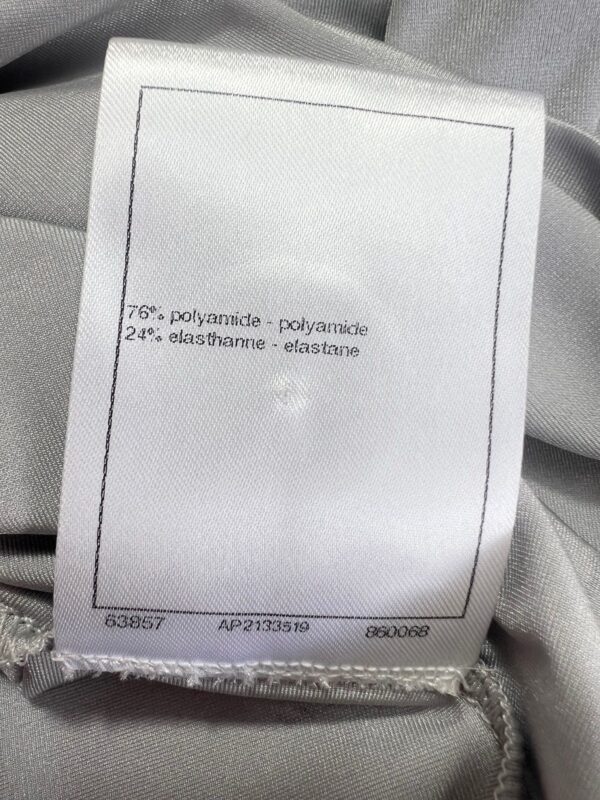 76% polyamide - polyamide
24% elasthanne - elastane
63857 AP2133519 860068